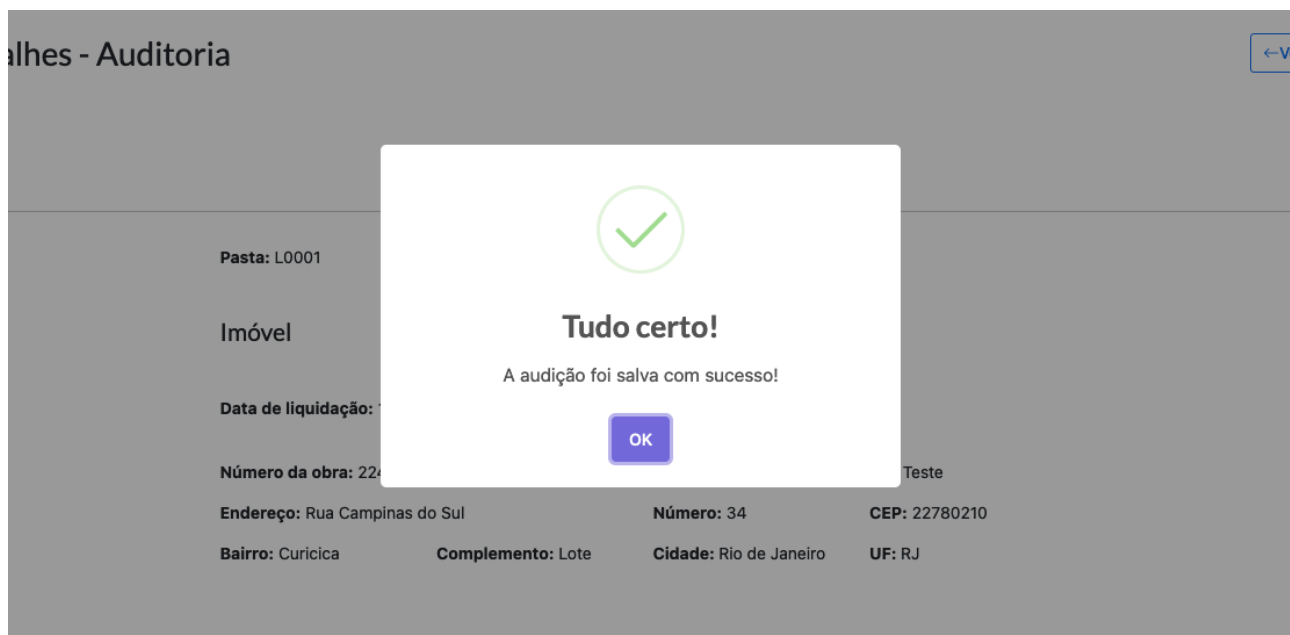 alhes - Auditoria
←V
Pasta: L0001
Imóvel
Tudo certo!
A audição foi salva com sucesso!
Data de liquidação:
OK
Número da obra: 224
Teste
Endereço: Rua Campinas do Sul Número: 34 CEP: 22780210
Bairro: Curicica Complemento: Lote Cidade: Rio de Janeiro UF: RJ